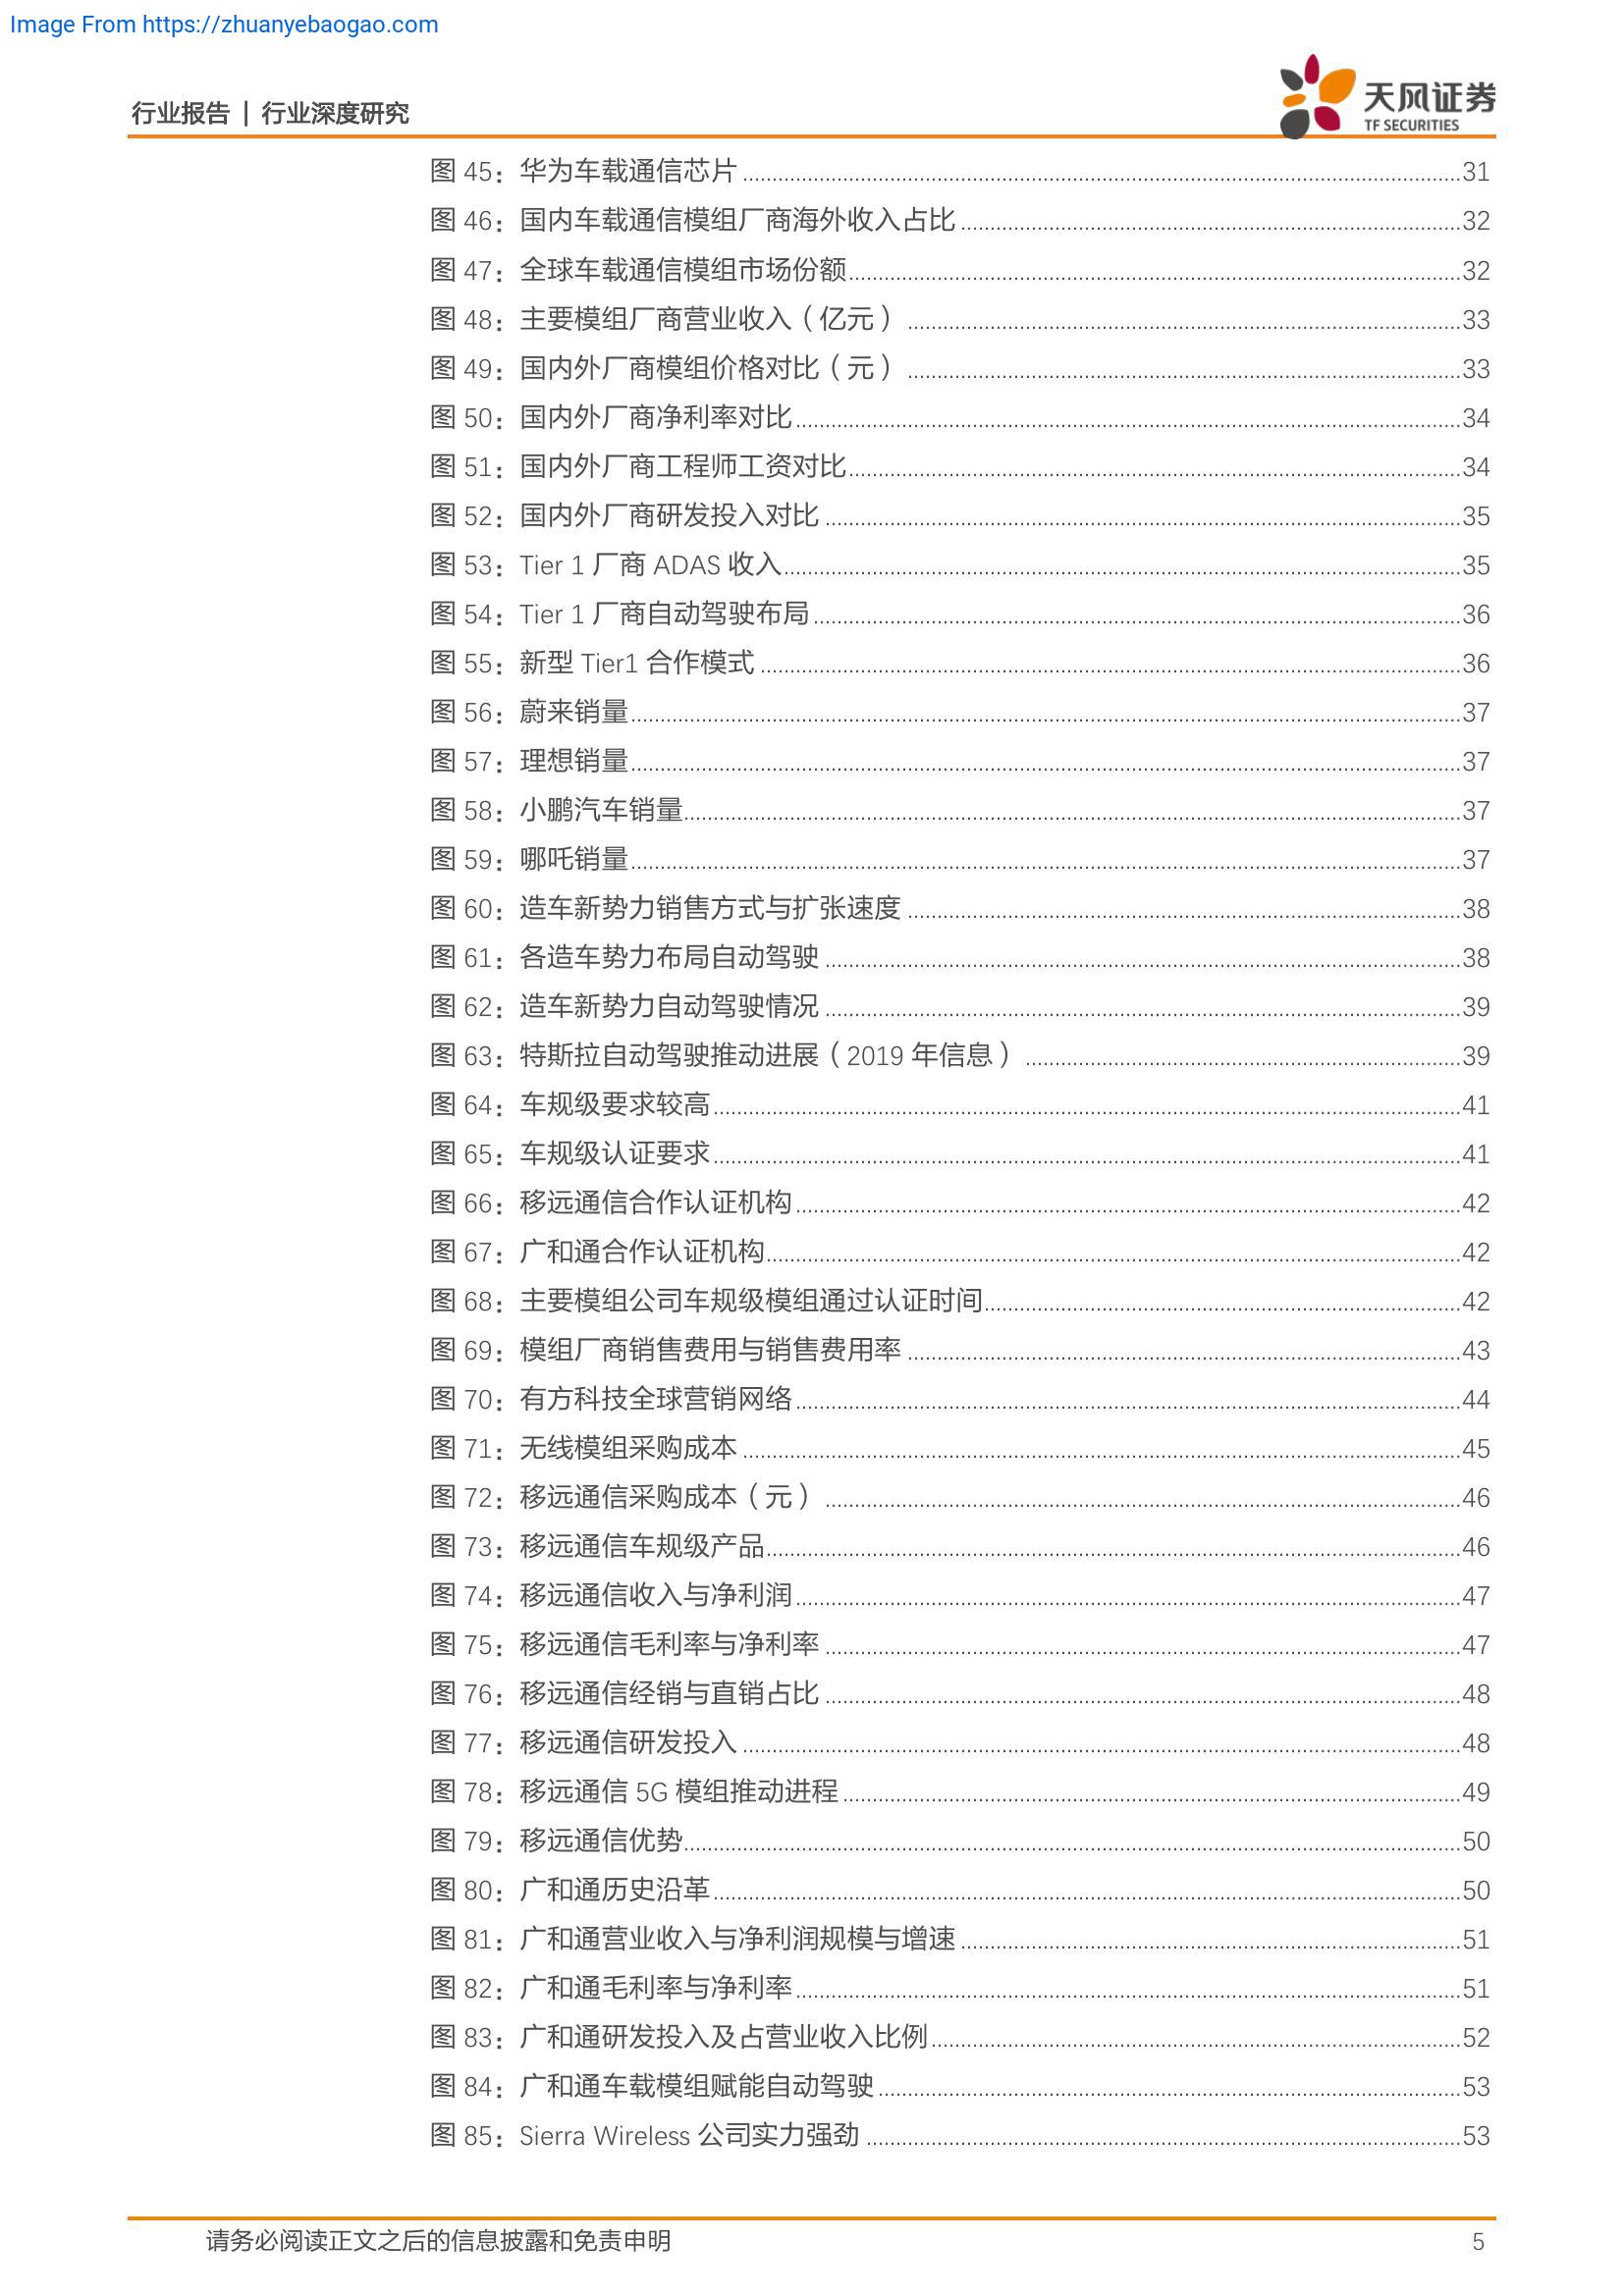 Image From https://zhuanyebaogao.com
行业报告 | 行业深度研究
天风证券
TF SECURITIES
图 45：华为车载通信芯片 31
图 46：国内车载通信模组厂商海外收入占比 32
图 47：全球车载通信模组市场份额 32
图 48：主要模组厂商营业收入（亿元） 33
图 49：国内外厂商模组价格对比（元） 33
图 50：国内外厂商净利率对比 34
图 51：国内外厂商工程师工资对比 34
图 52：国内外厂商研发投入对比 35
图 53：Tier 1 厂商 ADAS 收入 35
图 54：Tier 1 厂商自动驾驶布局 36
图 55：新型 Tier1 合作模式 36
图 56：蔚来销量 37
图 57：理想销量 37
图 58：小鹏汽车销量 37
图 59：哪吒销量 37
图 60：造车新势力销售方式与扩张速度 38
图 61：各造车势力布局自动驾驶 38
图 62：造车新势力自动驾驶情况 39
图 63：特斯拉自动驾驶推动进展（2019 年信息） 39
图 64：车规级要求较高 41
图 65：车规级认证要求 41
图 66：移远通信合作认证机构 42
图 67：广和通合作认证机构 42
图 68：主要模组公司车规级模组通过认证时间 42
图 69：模组厂商销售费用与销售费用率 43
图 70：有方科技全球营销网络 44
图 71：无线模组采购成本 45
图 72：移远通信采购成本（元） 46
图 73：移远通信车规级产品 46
图 74：移远通信收入与净利润 47
图 75：移远通信毛利率与净利率 47
图 76：移远通信经销与直销占比 48
图 77：移远通信研发投入 48
图 78：移远通信 5G 模组推动进程 49
图 79：移远通信优势 50
图 80：广和通历史沿革 50
图 81：广和通营业收入与净利润规模与增速 51
图 82：广和通毛利率与净利率 51
图 83：广和通研发投入及占营业收入比例 52
图 84：广和通车载模组赋能自动驾驶 53
图 85：Sierra Wireless 公司实力强劲 53
请务必阅读正文之后的信息披露和免责申明 5